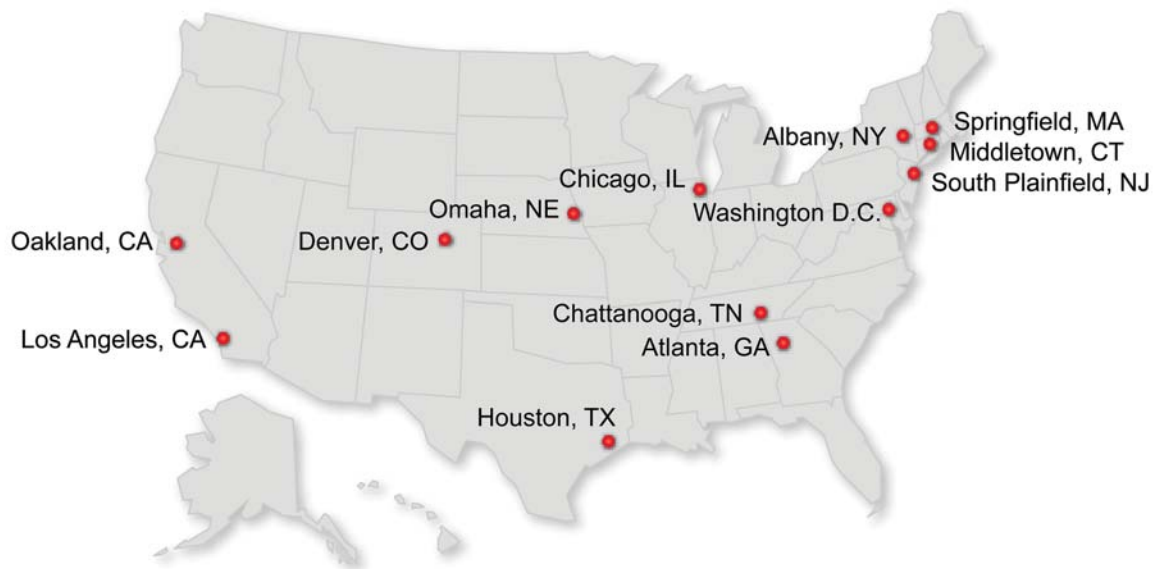 Springfield, MA
Albany, NY
Middletown, CT
Chicago, IL
South Plainfield, NJ
Omaha, NE
Washington D.C.
Oakland, CA
Denver, CO
Chattanooga, TN
Los Angeles, CA
Atlanta, GA
Houston, TX